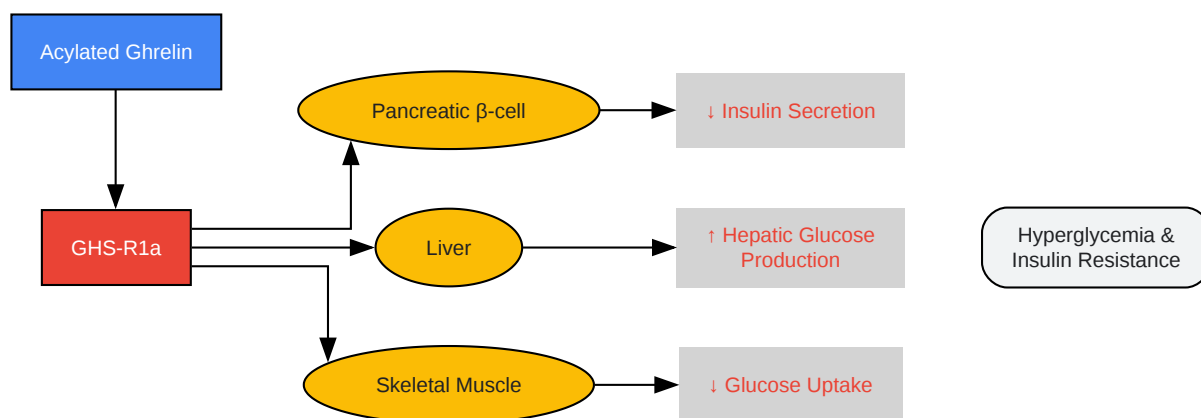 Acylated Ghrelin
Pancreatic β-cell
↓ Insulin Secretion
GHS-R1a
Liver
↑ Hepatic Glucose
Production
Hyperglycemia &
Insulin Resistance
Skeletal Muscle
↓ Glucose Uptake